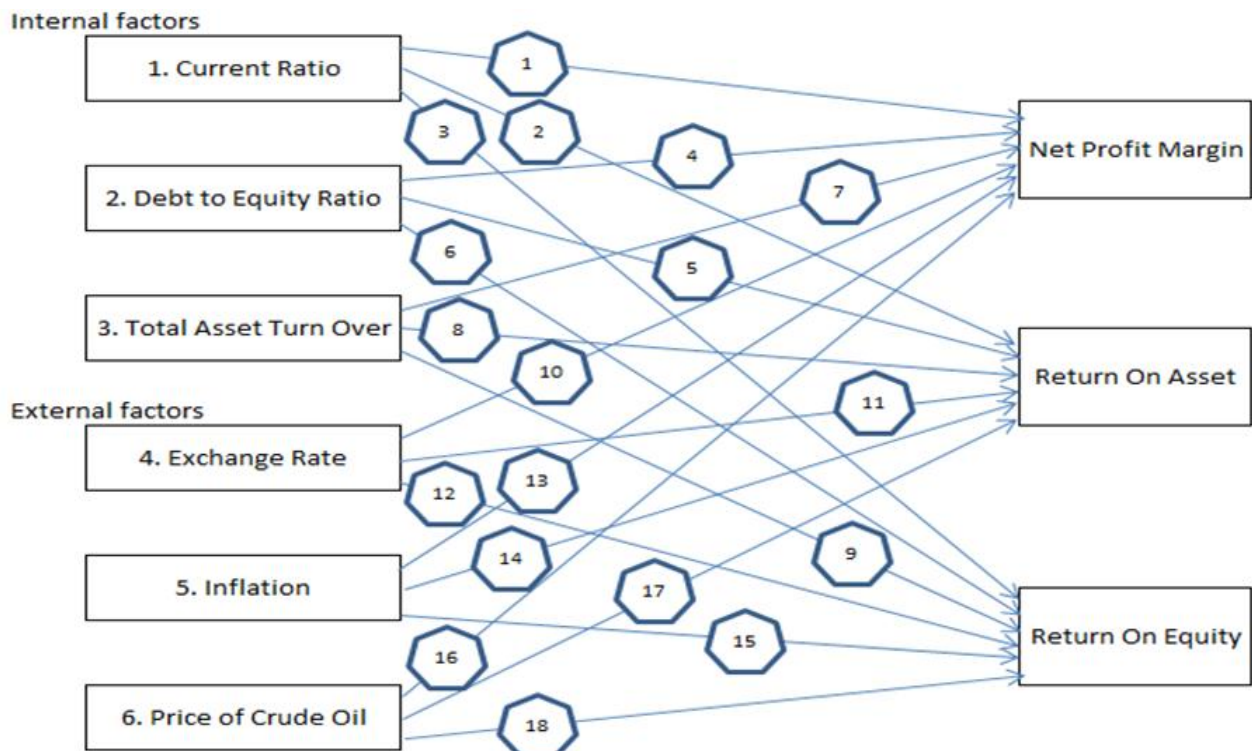 Internal factors
1. Current Ratio
1
3
2
4
Net Profit Margin
2. Debt to Equity Ratio
7
6
5
3. Total Asset Turn Over
8
10
Return On Asset
11
External factors
4. Exchange Rate
12
13
14
9
5. Inflation
17
15
Return On Equity
16
6. Price of Crude Oil
18